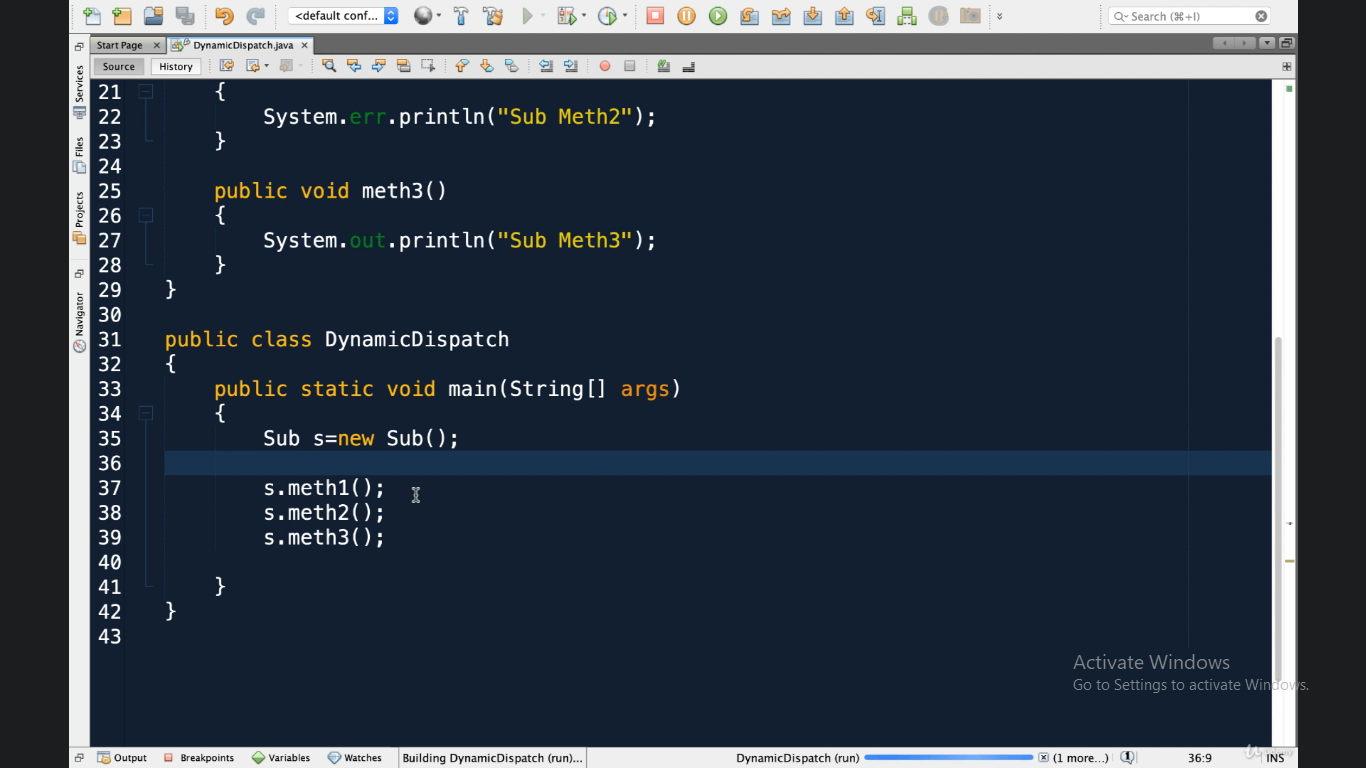 <default conf...
Search (⌘+I)
Start Page
DynamicDispatch.java
Source
History
Services
Files
Projects
Navigator
21 {
22 System.err.println("Sub Meth2");
23 }
24
25 public void meth3()
26 {
27 System.out.println("Sub Meth3");
28 }
29 }
30
31 public class DynamicDispatch
32 {
33 public static void main(String[] args)
34 {
35 Sub s=new Sub();
36
37 s.meth1();
38 s.meth2();
39 s.meth3();
40
41 }
42 }
43
Activate Windows
Go to Settings to activate Windows.
Output
Breakpoints
Variables
Watches
Building DynamicDispatch (run)...
DynamicDispatch (run)
(1 more...)
36:9
INS